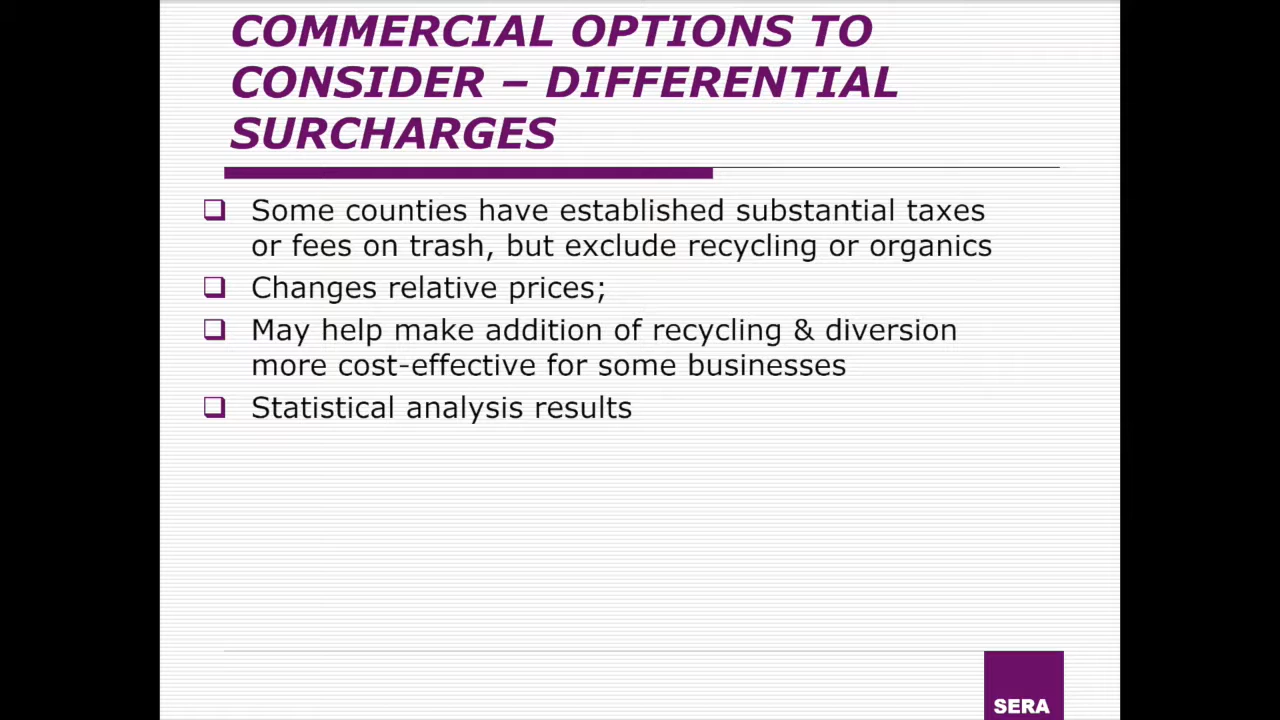 COMMERCIAL OPTIONS TO
CONSIDER – DIFFERENTIAL
SURCHARGES
Some counties have established substantial taxes
or fees on trash, but exclude recycling or organics
Changes relative prices;
May help make addition of recycling & diversion
more cost-effective for some businesses
Statistical analysis results
SERA